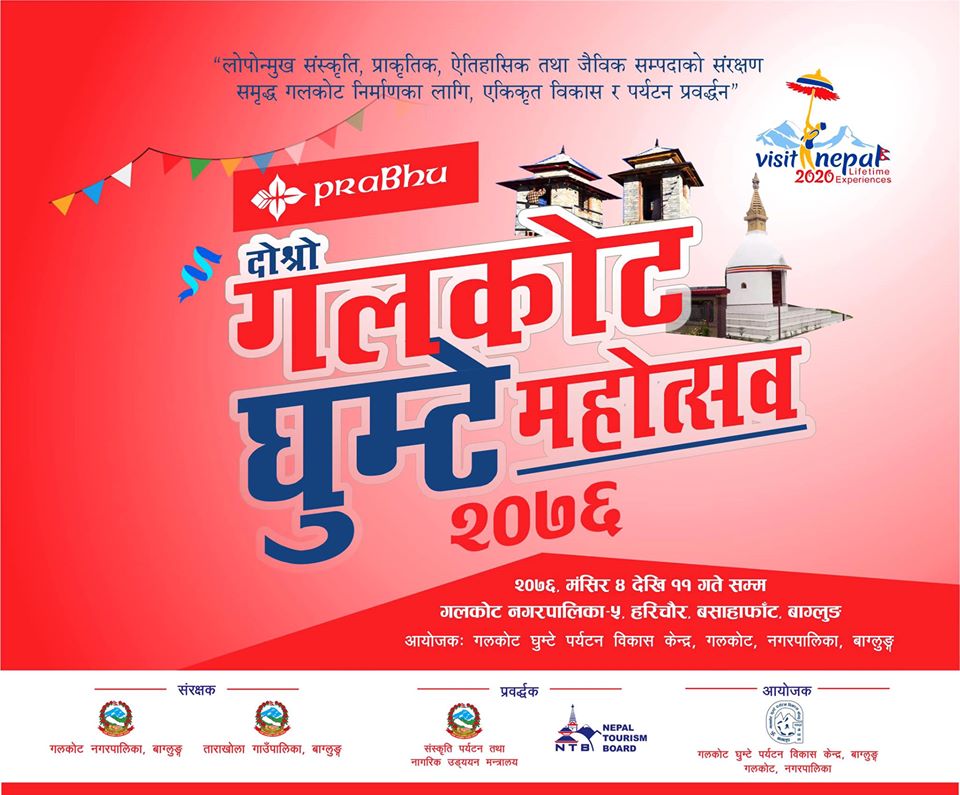 “लोपोन्मुख संस्कृति, प्राकृतिक, ऐतिहासिक तथा जैविक सम्पदाको संरक्षण
समृद्ध गलकोट निर्माणका लागि, एकिकृत विकास र पर्यटन प्रवर्द्धन”
visit nepal
2020 Lifetime
Experiences
PRABHU
दोश्रो
गलकोट
घुम्टे महोत्सव
२०७६
२०७६, मंसिर ४ देखि ११ गते सम्म
गलकोट नगरपालिका-५, हरिचौर, बसाहाफाँट, बाग्लुङ
आयोजकः गलकोट घुम्टे पर्यटन विकास केन्द्र, गलकोट, नगरपालिका, बाग्लुङ्ग
संरक्षक
गलकोट नगरपालिका, बाग्लुङ्ग
ताराखोला गाउँपालिका, बाग्लुङ्ग
प्रवर्द्धक
संस्कृति पर्यटन तथा
नागरिक उड्ययन मन्त्रालय
NTB
NEPAL
TOURISM
BOARD
आयोजक
गलकोट घुम्टे पर्यटन विकास केन्द्र, बाग्लुङ्ग
गलकोट, नगरपालिका